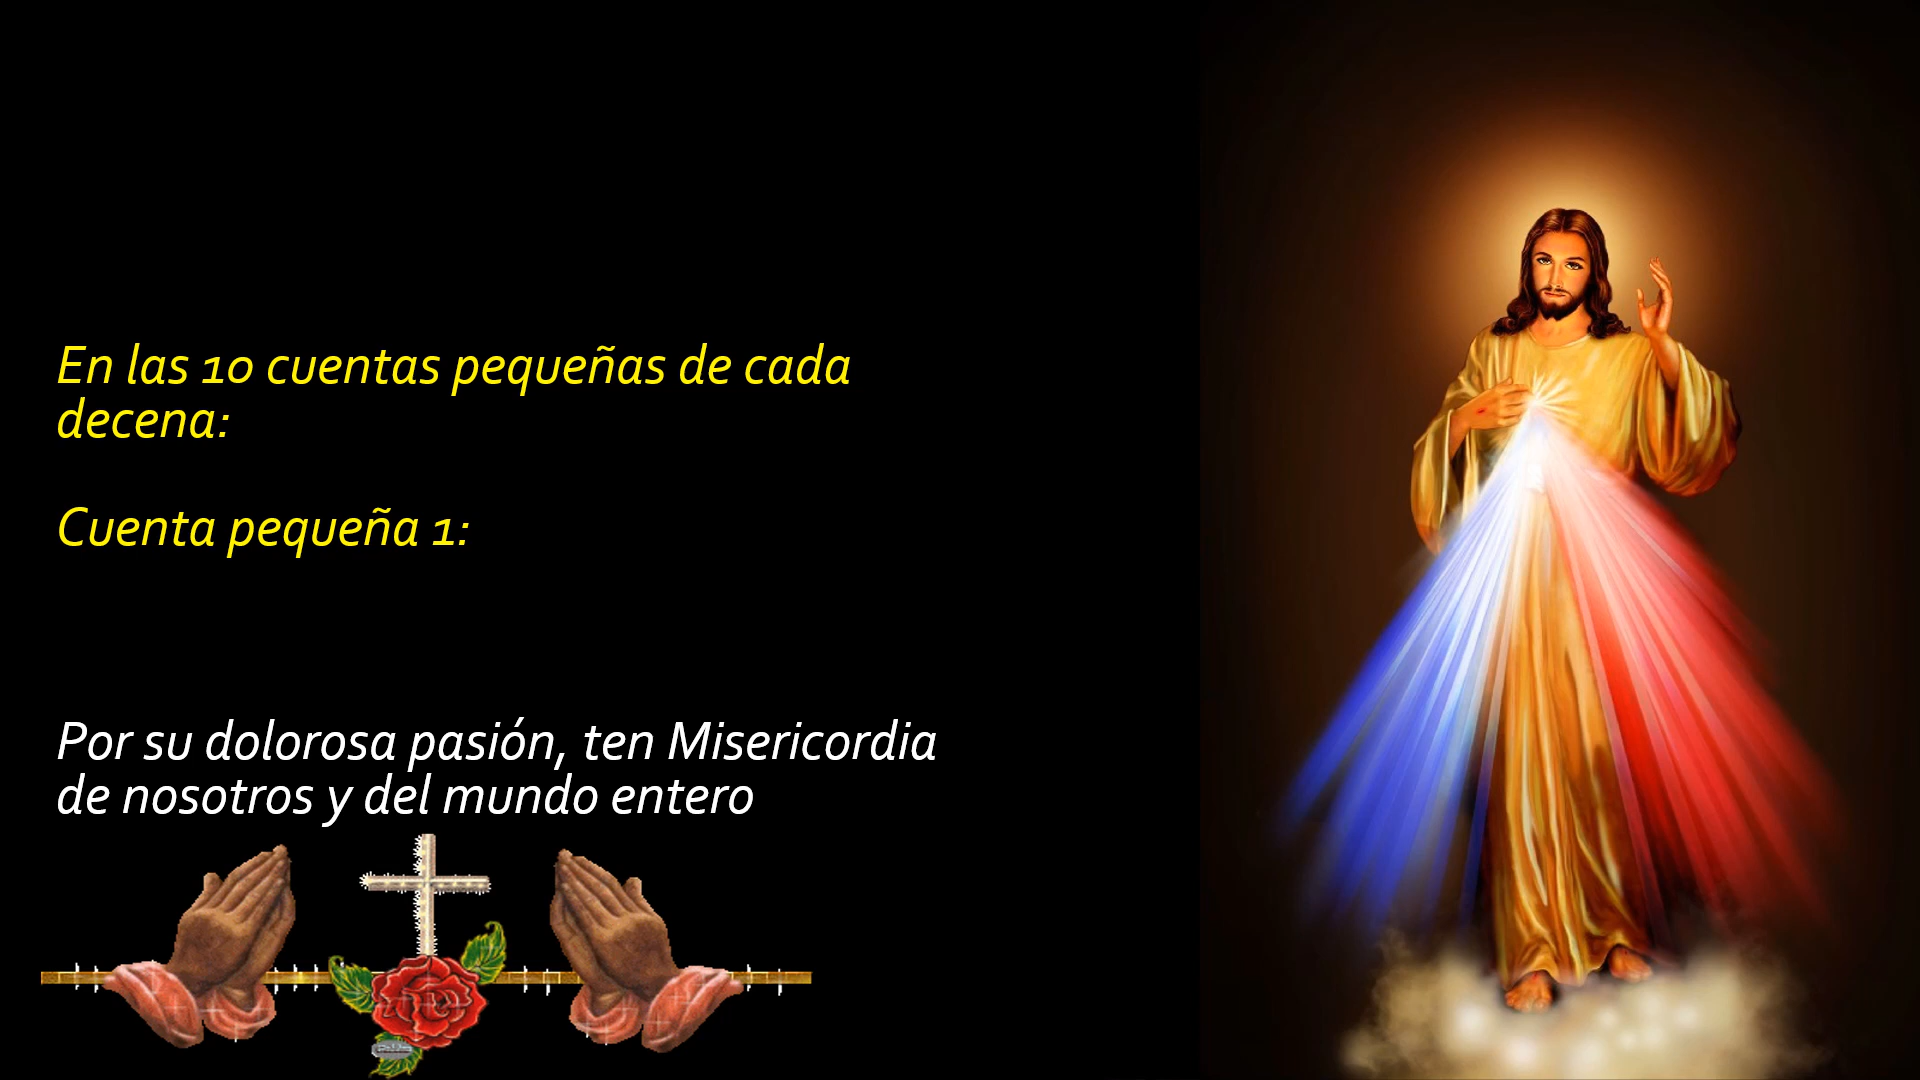 En las 10 cuentas pequeñas de cada
decena:
Cuenta pequeña 1:
Por su dolorosa pasión, ten Misericordia
de nosotros y del mundo entero